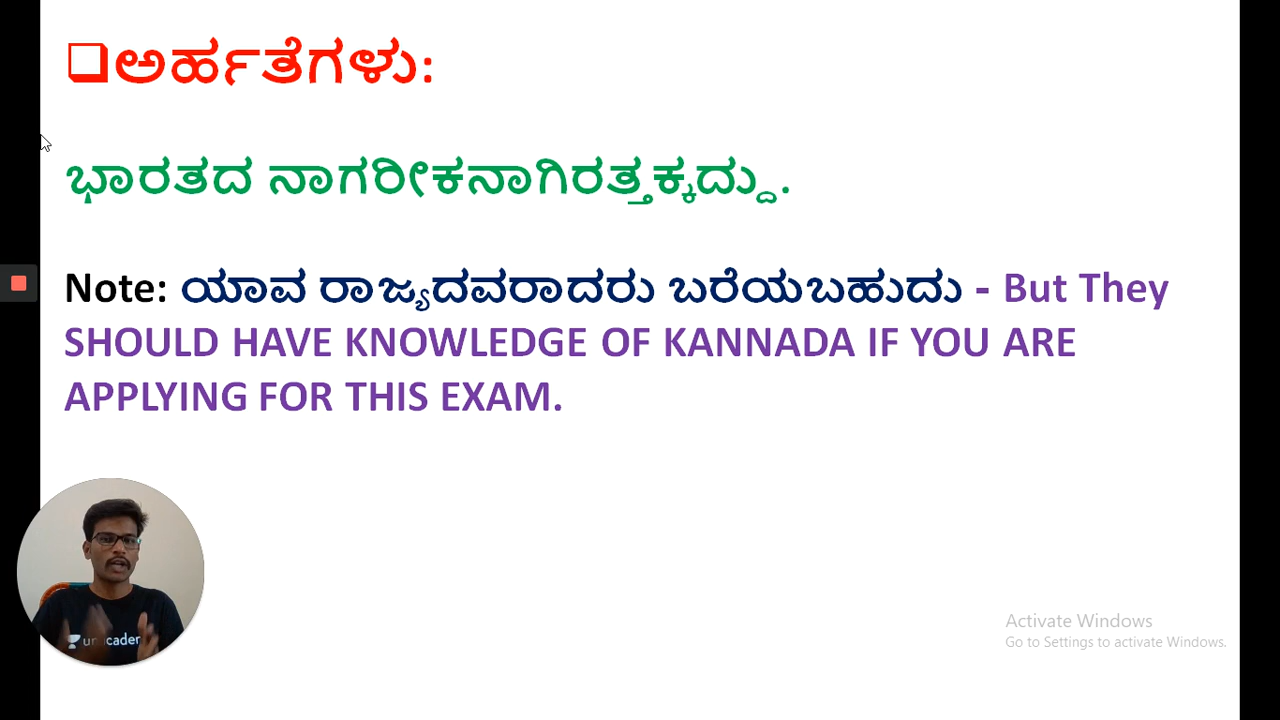 ಅರ್ಹತೆಗಳು:
ಭಾರತದ ನಾಗರೀಕನಾಗಿರತ್ತಕ್ಕದ್ದು.
Note: ಯಾವ ರಾಜ್ಯದವರಾದರು ಬರೆಯಬಹುದು - But They
SHOULD HAVE KNOWLEDGE OF KANNADA IF YOU ARE
APPLYING FOR THIS EXAM.
Activate Windows
Go to Settings to activate Windows.